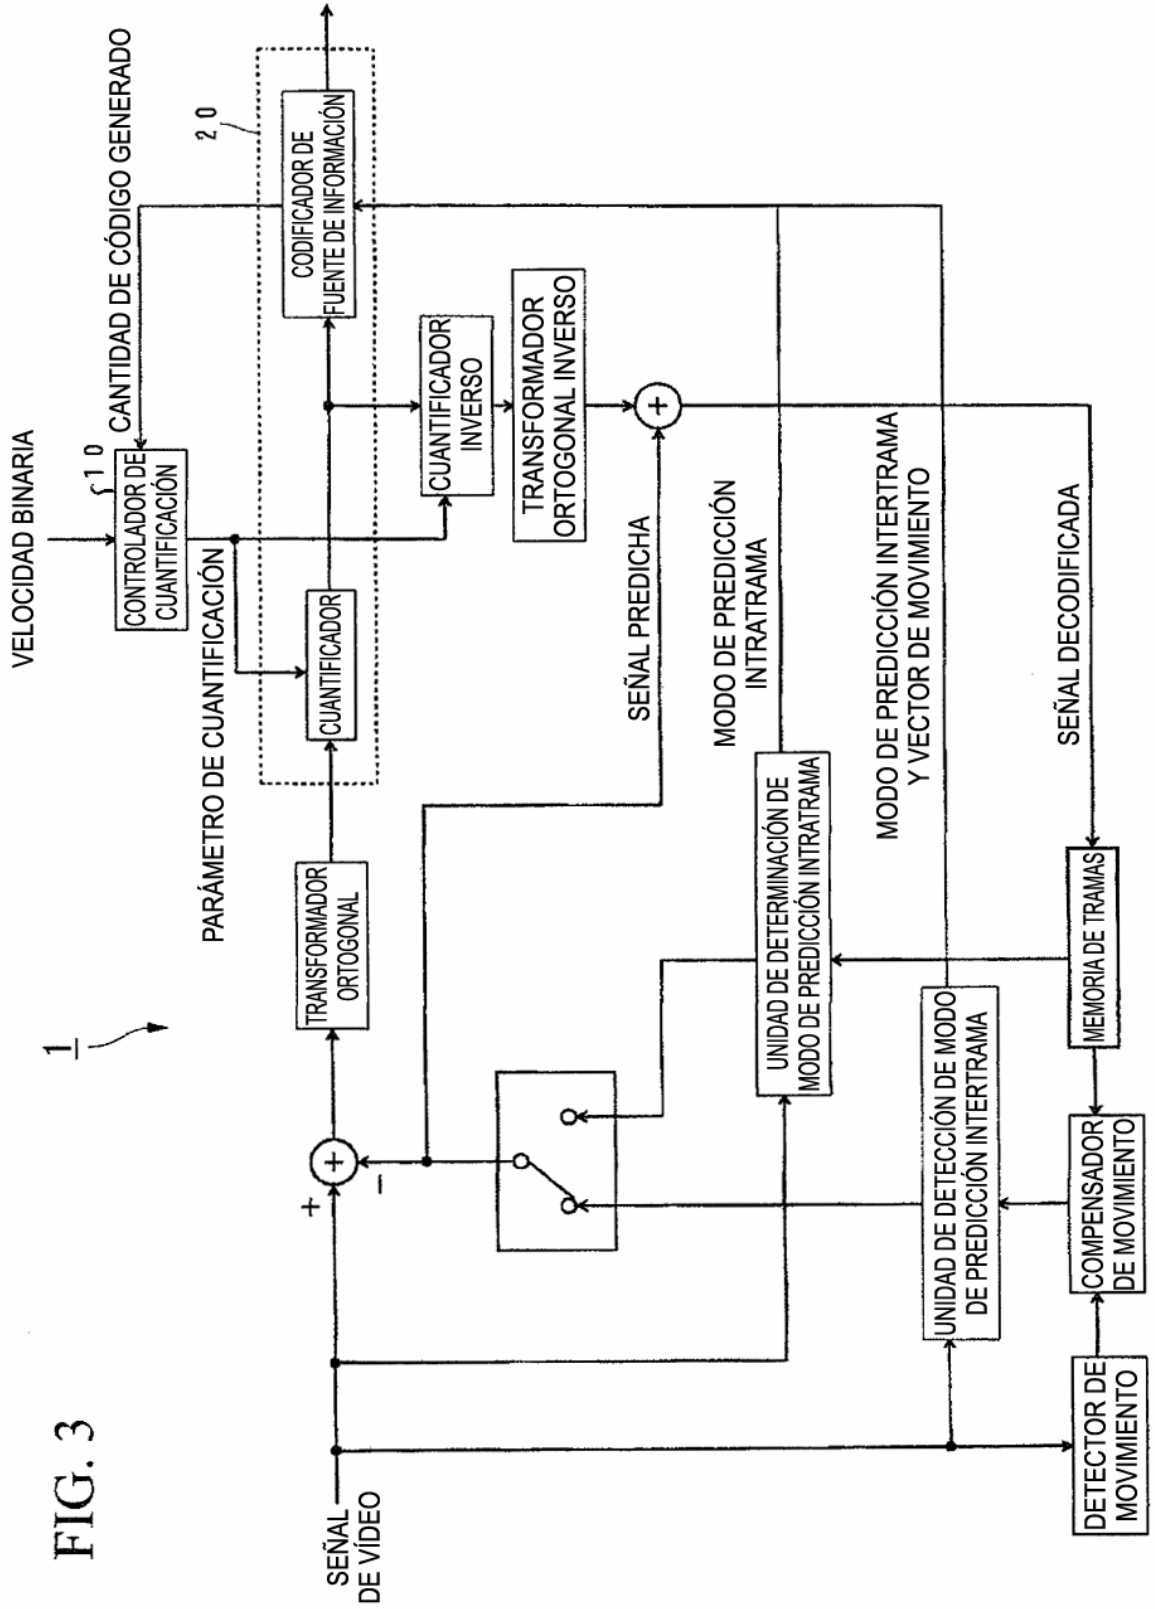 FIG. 3
1
VELOCIDAD BINARIA
CANTIDAD DE CÓDIGO GENERADO
10
CONTROLADOR DE
CUANTIFICACIÓN
PARÁMETRO DE CUANTIFICACIÓN
20
SEÑAL
DE VÍDEO
+
+
−
TRANSFORMADOR
ORTOGONAL
CUANTIFICADOR
CODIFICADOR DE
FUENTE DE INFORMACIÓN
CUANTIFICADOR
INVERSO
TRANSFORMADOR
ORTOGONAL INVERSO
+
SEÑAL PREDICHA
MODO DE PREDICCIÓN
INTRATRAMA
UNIDAD DE DETERMINACIÓN DE
MODO DE PREDICCIÓN INTRATRAMA
MODO DE PREDICCIÓN INTERTRAMA
Y VECTOR DE MOVIMIENTO
UNIDAD DE DETECCIÓN DE MODO
DE PREDICCIÓN INTERTRAMA
SEÑAL DECODIFICADA
DETECTOR DE
MOVIMIENTO
COMPENSADOR
DE MOVIMIENTO
MEMORIA DE TRAMAS